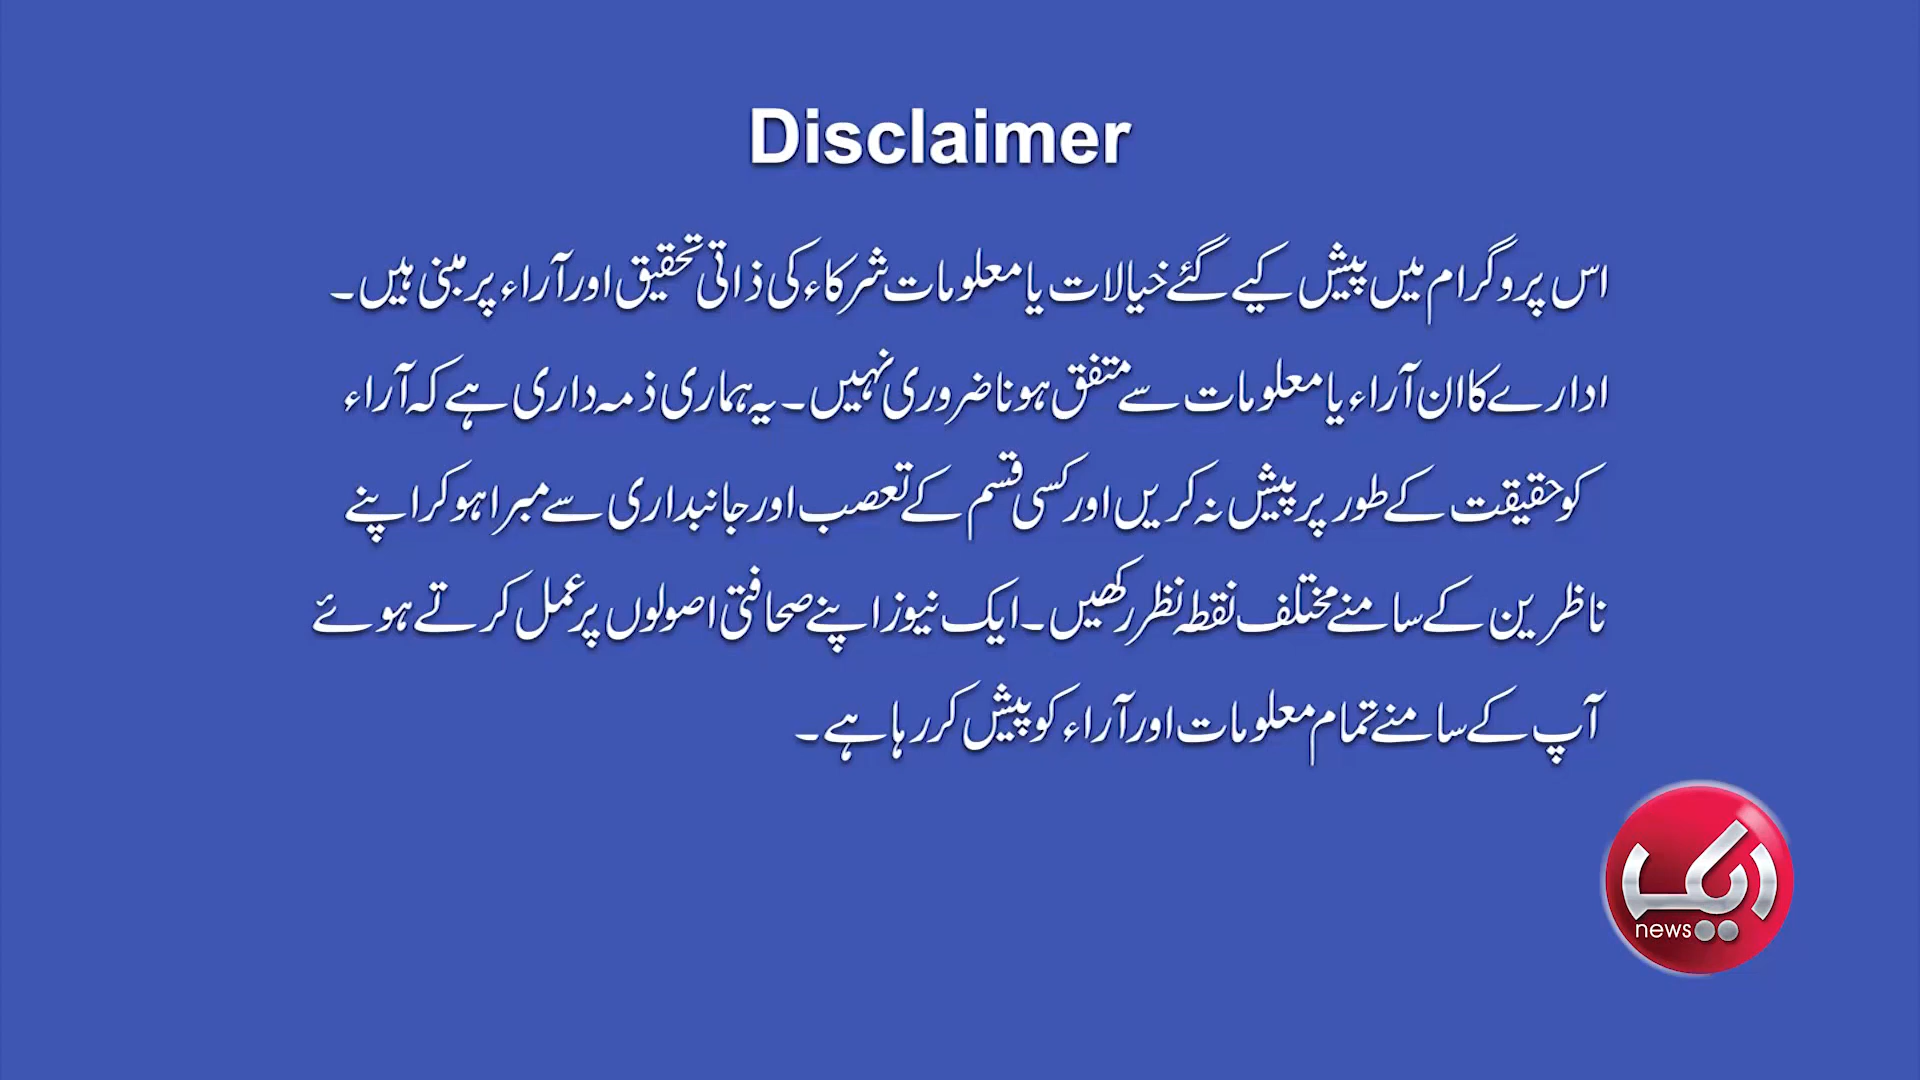 Disclaimer
اس پروگرام میں پیش کیے گئے خیالات یا معلومات شرکاء کی ذاتی تحقیق اور آراء پر مبنی ہیں۔
ادارے کا ان آراء یا معلومات سے متفق ہونا ضروری نہیں۔ یہ ہماری ذمہ داری ہے کہ آراء
کو حقیقت کے طور پر پیش نہ کریں اور کسی قسم کے تعصب اور جانبداری سے مبرا ہو کر اپنے
ناظرین کے سامنے مختلف نقطہ نظر رکھیں۔ ایک نیوز اپنے صحافتی اصولوں پر عمل کرتے ہوئے
آپ کے سامنے تمام معلومات اور آراء کو پیش کر رہا ہے۔
ایک
news